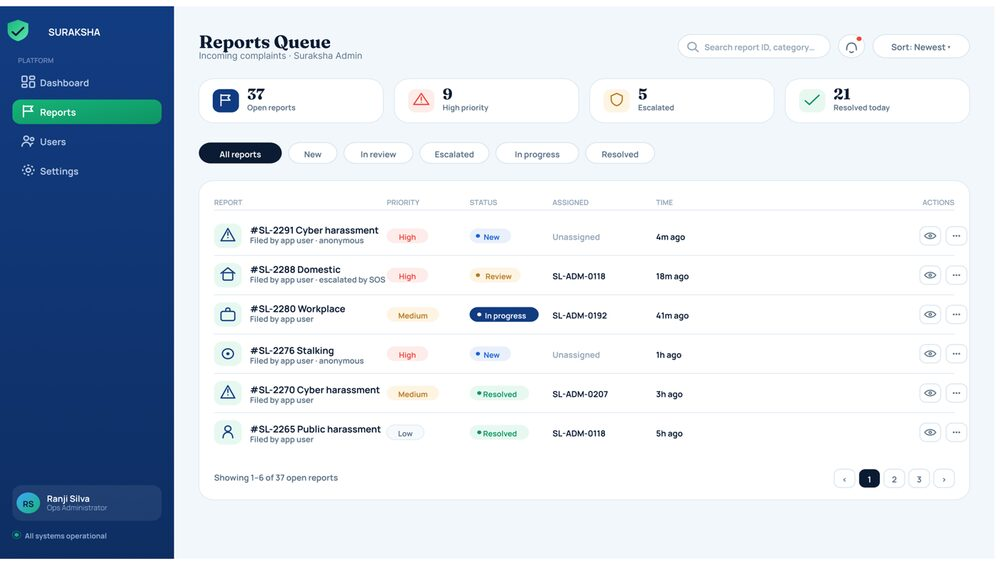 SURAKSHA
PLATFORM
Dashboard
Reports
Users
Settings
RS
Ranji Silva
Ops Administrator
All systems operational
Reports Queue
Incoming complaints · Suraksha Admin
Search report ID, category...
Sort: Newest
37
Open reports
9
High priority
5
Escalated
21
Resolved today
All reports
New
In review
Escalated
In progress
Resolved
REPORT PRIORITY STATUS ASSIGNED TIME ACTIONS
#SL-2291 Cyber harassment
Filed by app user · anonymous
High
New
Unassigned
4m ago
#SL-2288 Domestic
Filed by app user · escalated by SOS
High
Review
SL-ADM-0118
18m ago
#SL-2280 Workplace
Filed by app user
Medium
In progress
SL-ADM-0192
41m ago
#SL-2276 Stalking
Filed by app user · anonymous
High
New
Unassigned
1h ago
#SL-2270 Cyber harassment
Filed by app user
Medium
Resolved
SL-ADM-0207
3h ago
#SL-2265 Public harassment
Filed by app user
Low
Resolved
SL-ADM-0118
5h ago
Showing 1-6 of 37 open reports
‹ 1 2 3 ›